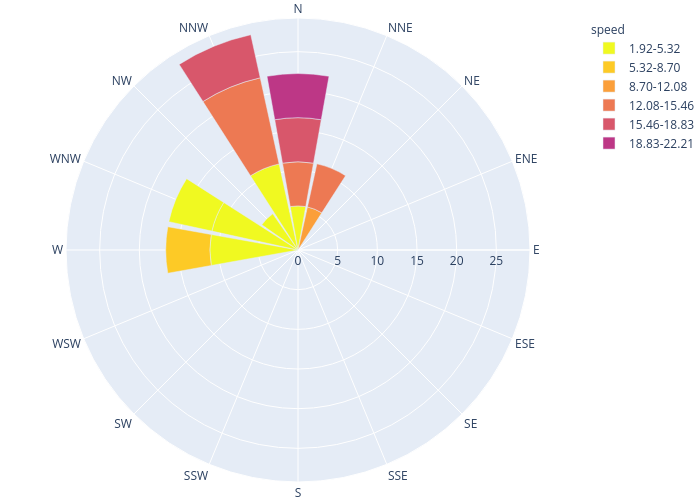 N
NNE
NE
ENE
E
ESE
SE
SSE
S
SSW
SW
WSW
W
WNW
NW
NNW
0 5 10 15 20 25
speed
1.92-5.32
5.32-8.70
8.70-12.08
12.08-15.46
15.46-18.83
18.83-22.21